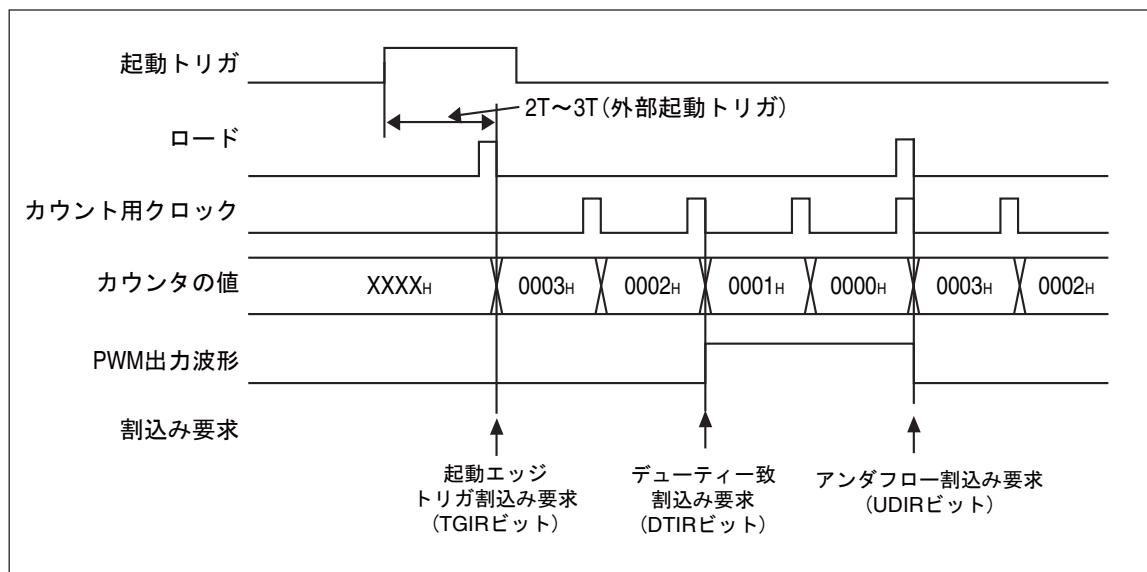 起動トリガ
2T～3T(外部起動トリガ)
ロード
カウント用クロック
カウンタの値
XXXXH 0003H 0002H 0001H 0000H 0003H 0002H
PWM出力波形
割込み要求
起動エッジ
トリガ割込み要求
(TGIRビット)
デューティ一致
割込み要求
(DTIRビット)
アンダフロー割込み要求
(UDIRビット)